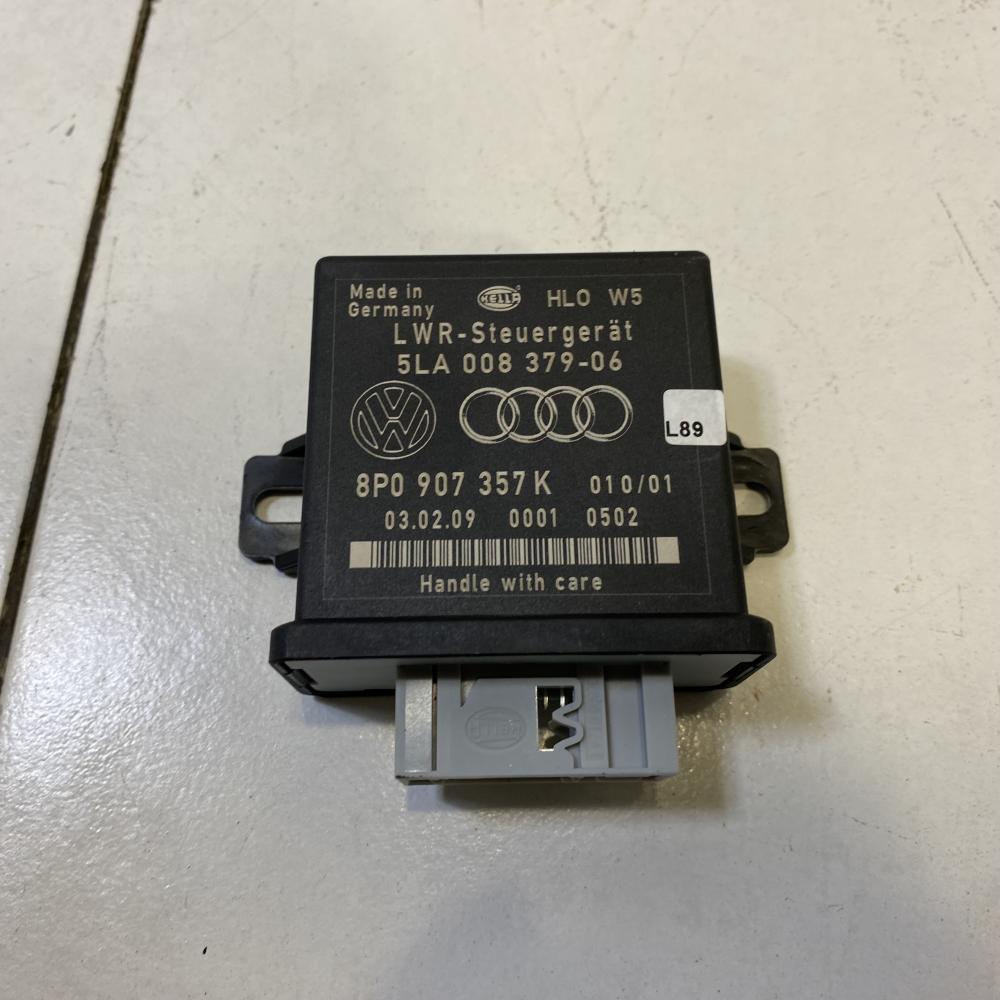 Made in
Germany
HELLA
HLO W5
LWR-Steuergerät
5LA 008 379-06
L89
8P0 907 357 K 010/01
03.02.09 0001 0502
Handle with care